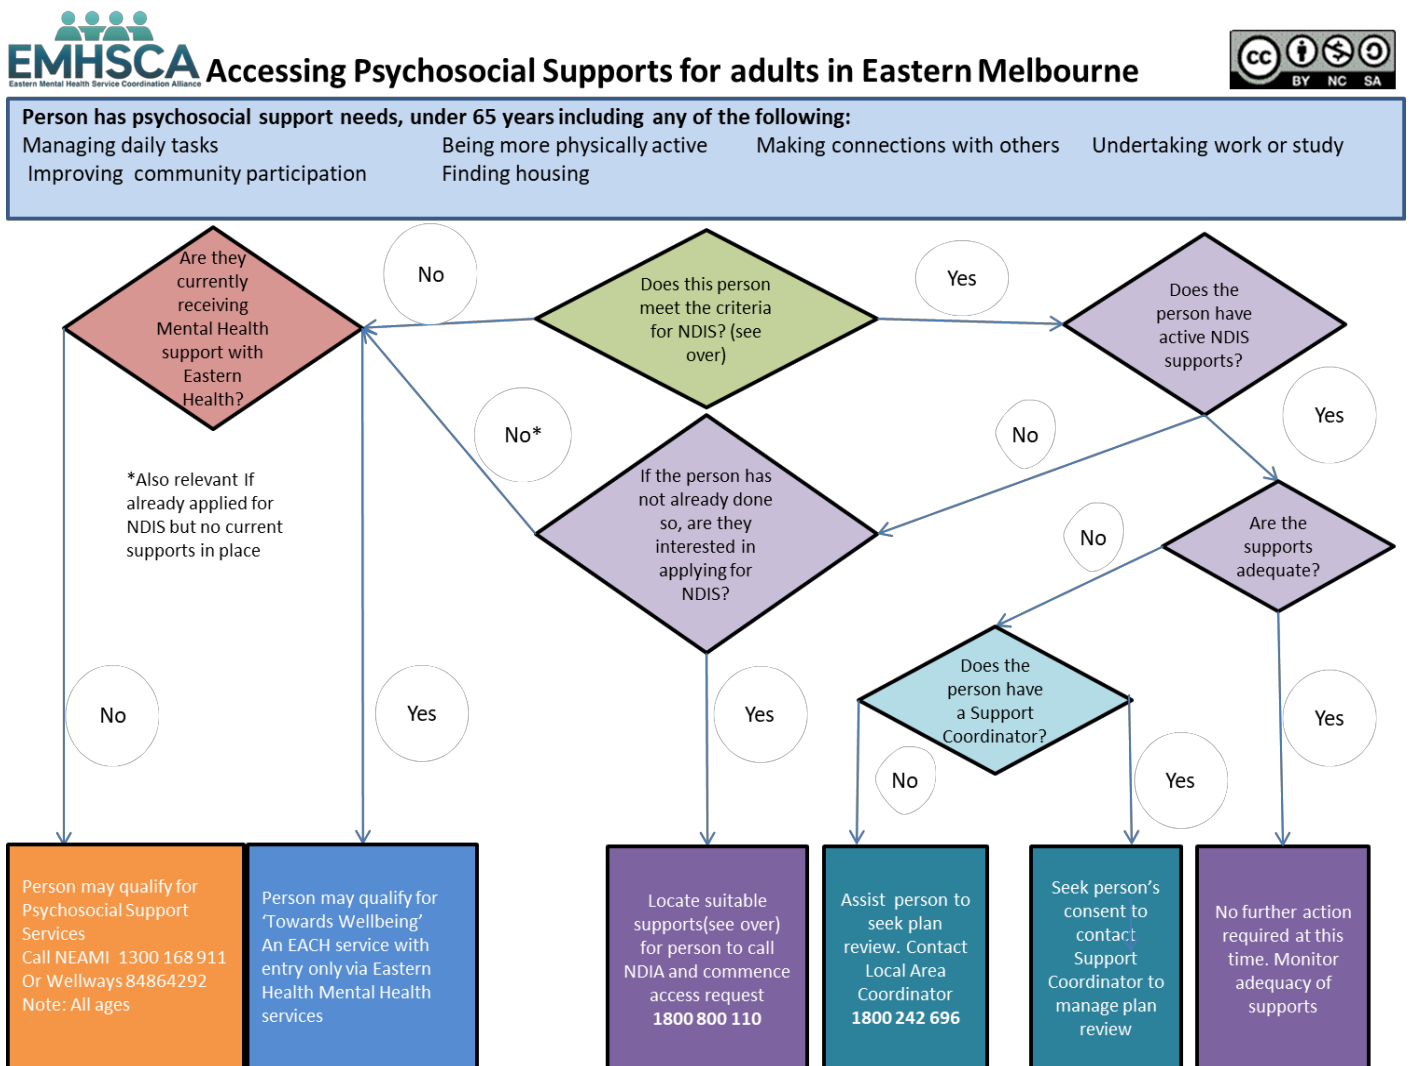 EMHSCA
Eastern Mental Health Service Coordination Alliance
Accessing Psychosocial Supports for adults in Eastern Melbourne
cc
BY NC SA
Person has psychosocial support needs, under 65 years including any of the following:
Managing daily tasks Being more physically active Making connections with others Undertaking work or study
Improving community participation Finding housing
Are they
currently
receiving
Mental Health
support with
Eastern
Health?
No
Does this person
meet the criteria
for NDIS? (see
over)
Yes
Does the
person have
active NDIS
supports?
Yes
No
No*
If the person has
not already done
so, are they
interested in
applying for
NDIS?
*Also relevant If
already applied for
NDIS but no current
supports in place
No
Are the
supports
adequate?
Does the
person have
a Support
Coordinator?
No
Yes
Yes
No
Yes
Yes
Person may qualify for
Psychosocial Support
Services
Call NEAMI 1300 168 911
Or Wellways 84864292
Note: All ages
Person may qualify for
‘Towards Wellbeing’
An EACH service with
entry only via Eastern
Health Mental Health
services
Locate suitable
supports(see over)
for person to call
NDIA and commence
access request
1800 800 110
Assist person to
seek plan
review. Contact
Local Area
Coordinator
1800 242 696
Seek person’s
consent to
contact
Support
Coordinator to
manage plan
review
No further action
required at this
time. Monitor
adequacy of
supports